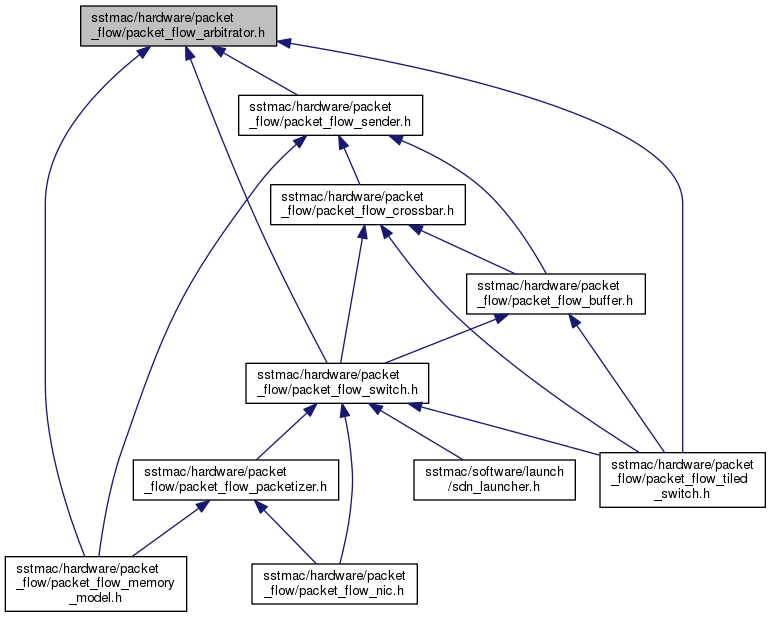 sstmac/hardware/packet
_flow/packet_flow_arbitrator.h
sstmac/hardware/packet
_flow/packet_flow_sender.h
sstmac/hardware/packet
_flow/packet_flow_crossbar.h
sstmac/hardware/packet
_flow/packet_flow_buffer.h
sstmac/hardware/packet
_flow/packet_flow_switch.h
sstmac/hardware/packet
_flow/packet_flow_packetizer.h
sstmac/software/launch
/sdn_launcher.h
sstmac/hardware/packet
_flow/packet_flow_tiled
_switch.h
sstmac/hardware/packet
_flow/packet_flow_memory
_model.h
sstmac/hardware/packet
_flow/packet_flow_nic.h